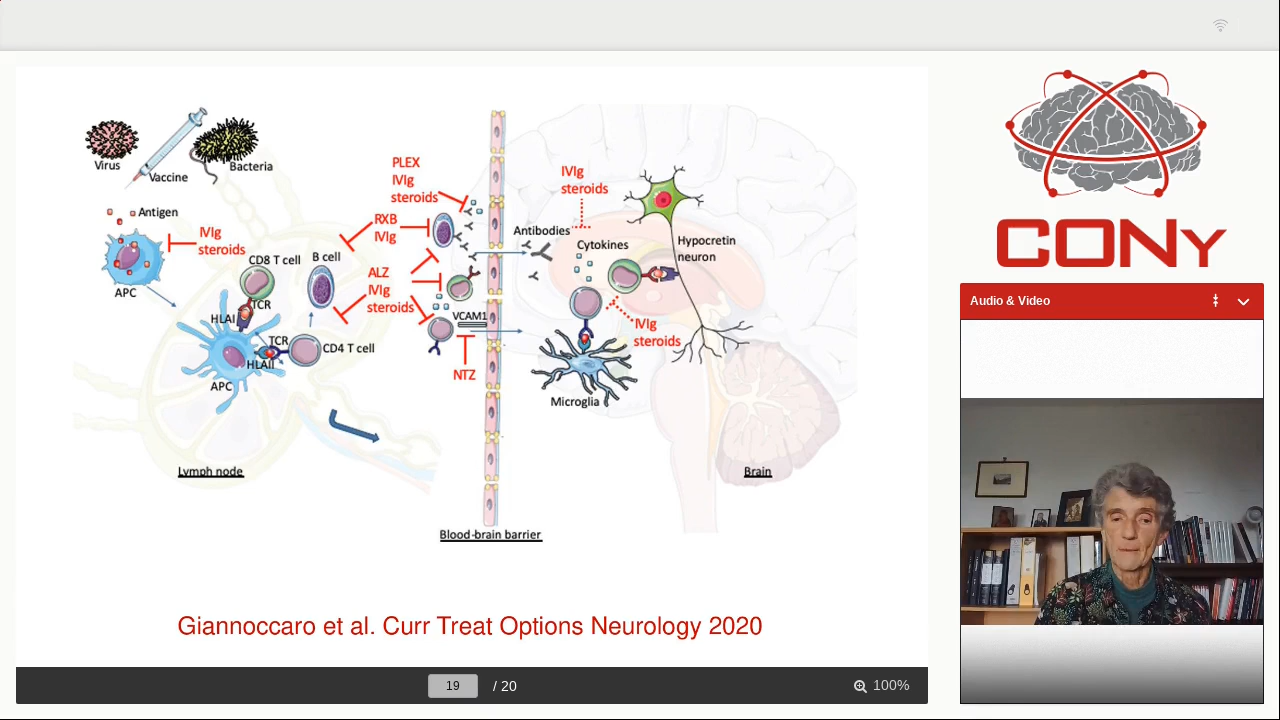 Virus
Vaccine
Bacteria
Antigen
IVIg
steroids
APC
CD8 T cell
B cell
TCR
HLAI
TCR
HLAII
CD4 T cell
APC
Lymph node
PLEX
IVIg
steroids
RXB
IVIg
ALZ
IVIg
steroids
VCAM1
NTZ
Blood-brain barrier
IVIg
steroids
Antibodies
Cytokines
Hypocretin
neuron
IVIg
steroids
Microglia
Brain
Giannoccaro et al. Curr Treat Options Neurology 2020
19 / 20
100%
CONy
Audio & Video